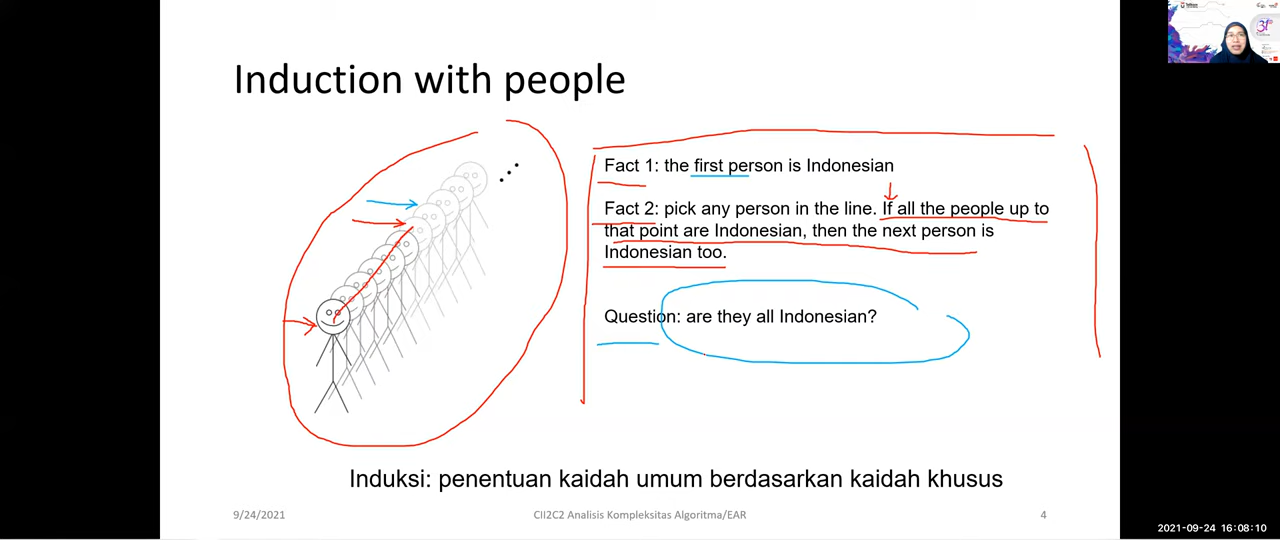 Induction with people
Fact 1: the first person is Indonesian
Fact 2: pick any person in the line. If all the people up to
that point are Indonesian, then the next person is
Indonesian too.
Question: are they all Indonesian?
Induksi: penentuan kaidah umum berdasarkan kaidah khusus
9/24/2021
CII2C2 Analisis Kompleksitas Algoritma/EAR
4
2021-09-24 16:08:10